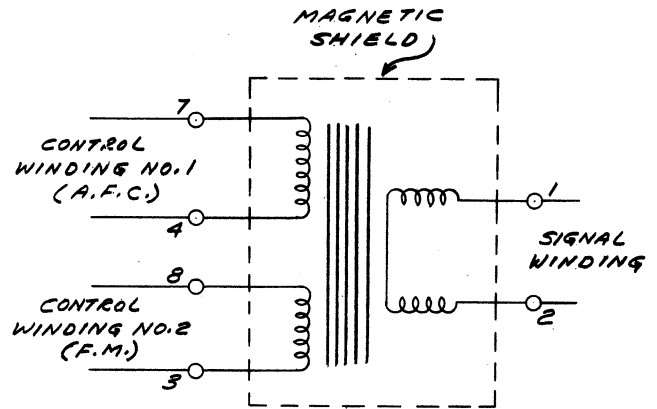 MAGNETIC
SHIELD
7
CONTROL
WINDING NO.1
(A.F.C.)
4
8
CONTROL
WINDING NO.2
(F.M.)
3
1
SIGNAL
WINDING
2